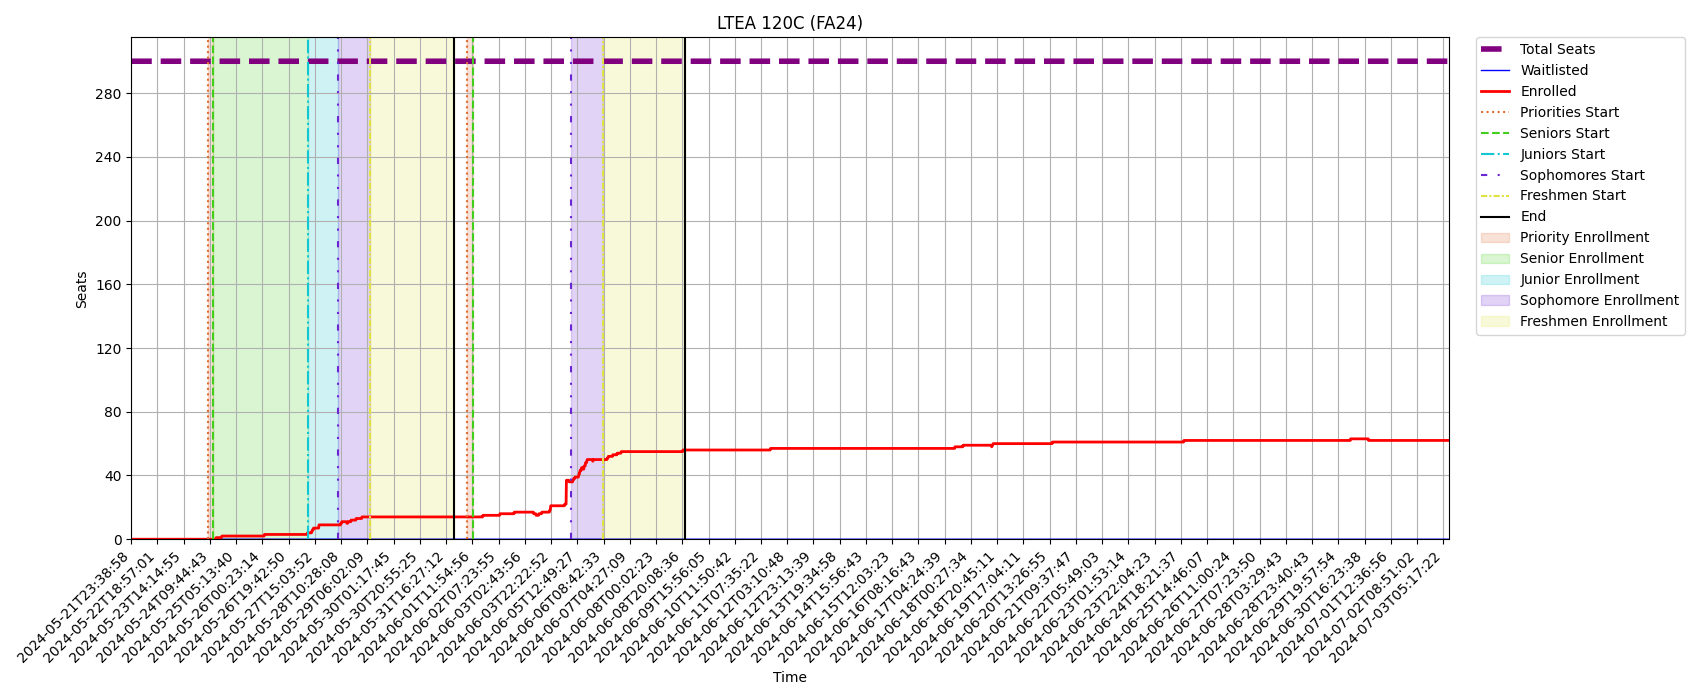 LTEA 120C (FA24)
Total Seats
Waitlisted
Enrolled
Priorities Start
Seniors Start
Juniors Start
Sophomores Start
Freshmen Start
End
Priority Enrollment
Senior Enrollment
Junior Enrollment
Sophomore Enrollment
Freshmen Enrollment
Seats
280
240
200
160
120
80
40
0
2024-05-21T23:38:58
2024-05-22T18:57:01
2024-05-23T14:14:55
2024-05-24T09:44:43
2024-05-25T05:13:40
2024-05-26T00:23:14
2024-05-26T19:42:50
2024-05-27T15:03:52
2024-05-28T10:28:08
2024-05-29T06:02:09
2024-05-30T01:17:45
2024-05-30T20:55:25
2024-05-31T16:27:12
2024-06-01T11:54:56
2024-06-02T07:23:55
2024-06-03T02:43:56
2024-06-03T22:22:52
2024-06-05T12:49:27
2024-06-06T08:42:33
2024-06-07T04:27:09
2024-06-08T00:02:23
2024-06-08T20:08:36
2024-06-09T15:56:05
2024-06-10T11:50:42
2024-06-11T07:35:22
2024-06-12T03:10:48
2024-06-12T23:13:39
2024-06-13T19:34:58
2024-06-14T15:56:43
2024-06-15T12:03:23
2024-06-16T08:16:43
2024-06-17T04:24:39
2024-06-18T00:27:34
2024-06-18T20:45:11
2024-06-19T17:04:11
2024-06-20T13:26:55
2024-06-21T09:37:47
2024-06-22T05:49:03
2024-06-23T01:53:14
2024-06-23T22:04:23
2024-06-24T18:21:37
2024-06-25T14:46:07
2024-06-26T11:00:24
2024-06-27T07:23:50
2024-06-28T03:29:43
2024-06-28T23:40:43
2024-06-29T19:57:54
2024-06-30T16:23:38
2024-07-01T12:36:56
2024-07-02T08:51:02
2024-07-03T05:17:22
Time